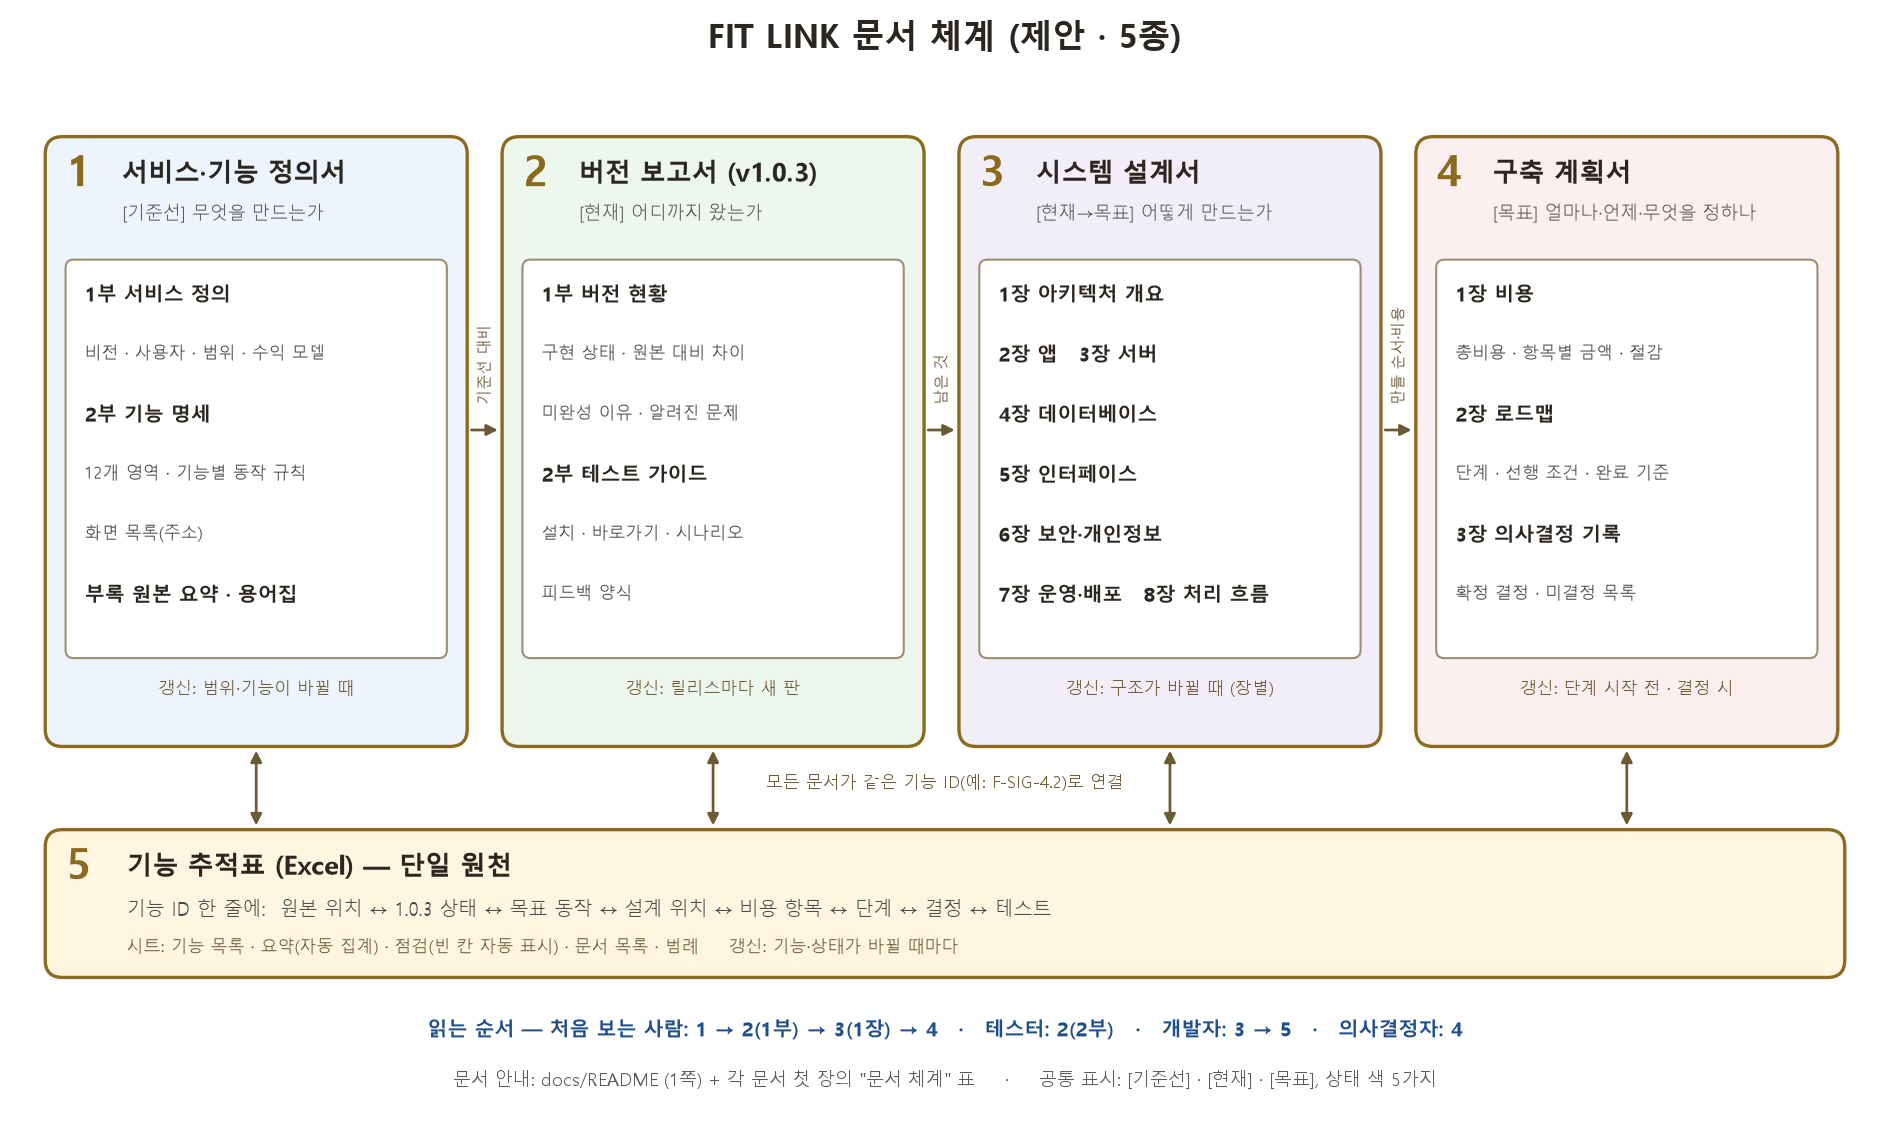 FIT LINK 문서 체계 (제안 · 5종)
1 서비스·기능 정의서
[기준선] 무엇을 만드는가
1부 서비스 정의
비전 · 사용자 · 범위 · 수익 모델
2부 기능 명세
12개 영역 · 기능별 동작 규칙
화면 목록(주소)
부록 원본 요약 · 용어집
갱신: 범위·기능이 바뀔 때
기준선 대비
2 버전 보고서 (v1.0.3)
[현재] 어디까지 왔는가
1부 버전 현황
구현 상태 · 원본 대비 차이
미완성 이유 · 알려진 문제
2부 테스트 가이드
설치 · 바로가기 · 시나리오
피드백 양식
갱신: 릴리스마다 새 판
남은 것
3 시스템 설계서
[현재→목표] 어떻게 만드는가
1장 아키텍처 개요
2장 앱 3장 서버
4장 데이터베이스
5장 인터페이스
6장 보안·개인정보
7장 운영·배포 8장 처리 흐름
갱신: 구조가 바뀔 때 (장별)
만들 순서·비용
4 구축 계획서
[목표] 얼마나·언제·무엇을 정하나
1장 비용
총비용 · 항목별 금액 · 절감
2장 로드맵
단계 · 선행 조건 · 완료 기준
3장 의사결정 기록
확정 결정 · 미결정 목록
갱신: 단계 시작 전 · 결정 시
모든 문서가 같은 기능 ID(예: F-SIG-4.2)로 연결
5 기능 추적표 (Excel) — 단일 원천
기능 ID 한 줄에: 원본 위치 ↔ 1.0.3 상태 ↔ 목표 동작 ↔ 설계 위치 ↔ 비용 항목 ↔ 단계 ↔ 결정 ↔ 테스트
시트: 기능 목록 · 요약(자동 집계) · 점검(빈 칸 자동 표시) · 문서 목록 · 범례 갱신: 기능·상태가 바뀔 때마다
읽는 순서 — 처음 보는 사람: 1 → 2(1부) → 3(1장) → 4 · 테스터: 2(2부) · 개발자: 3 → 5 · 의사결정자: 4
문서 안내: docs/README (1쪽) + 각 문서 첫 장의 "문서 체계" 표 · 공통 표시: [기준선] · [현재] · [목표], 상태 색 5가지